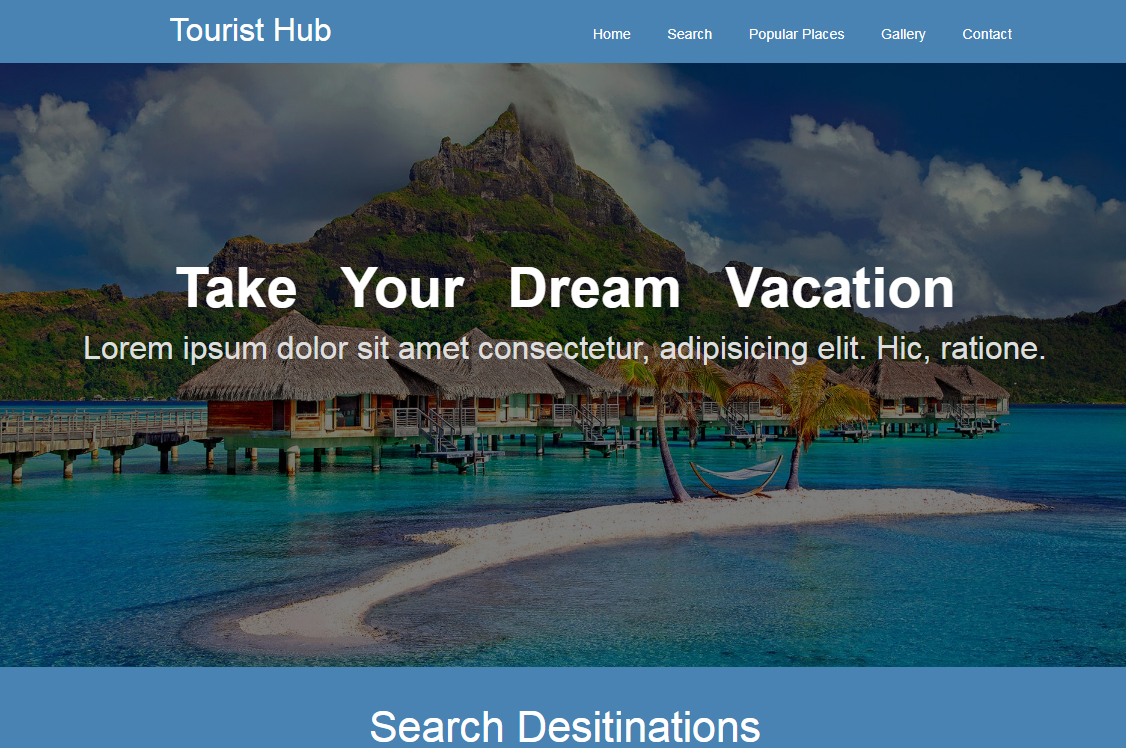 Tourist Hub
Home Search Popular Places Gallery Contact
Take Your Dream Vacation
Lorem ipsum dolor sit amet consectetur, adipisicing elit. Hic, ratione.
Search Desitinations